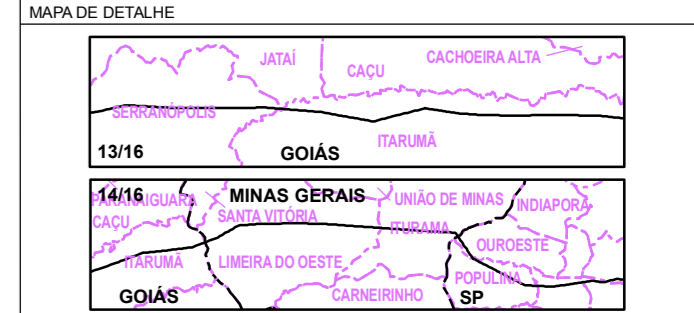 MAPA DE DETALHE
JATAÍ
CACHOEIRA ALTA
CAÇU
SERRANÓPOLIS
ITARUMÃ
13/16
GOIÁS
14/16
MINAS GERAIS
UNIÃO DE MINAS
INDIAPORÃ
PARANAIGUARA
CAÇU
SANTA VITÓRIA
ITURAMA
OUROESTE
ITARUMÃ
LIMEIRA DO OESTE
POPULINA
GOIÁS
CARNEIRINHO
SP